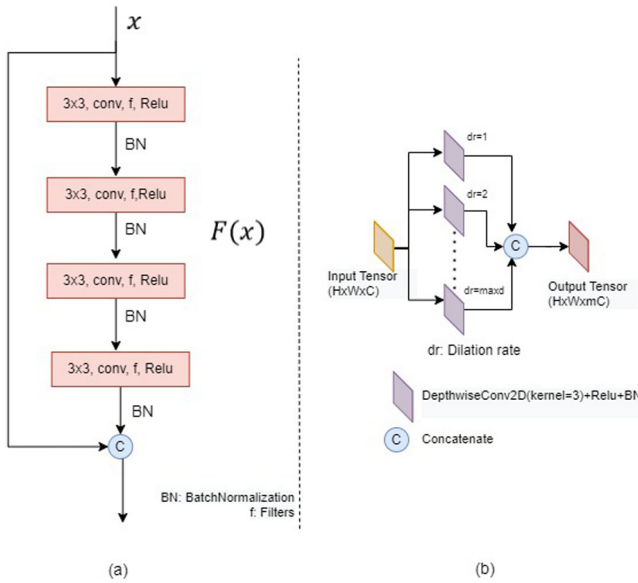 x
3x3, conv, f, Relu
BN
3x3, conv, f,Relu
BN
F(x)
3x3, conv, f, Relu
BN
3x3, conv, f, Relu
BN
C
BN: BatchNormalization
f: Filters
(a)
dr=1
dr=2
C
Input Tensor
(HxWxC)
dr=maxd
Output Tensor
(HxWxmC)
dr: Dilation rate
DepthwiseConv2D(kernel=3)+Relu+BN
C
Concatenate
(b)